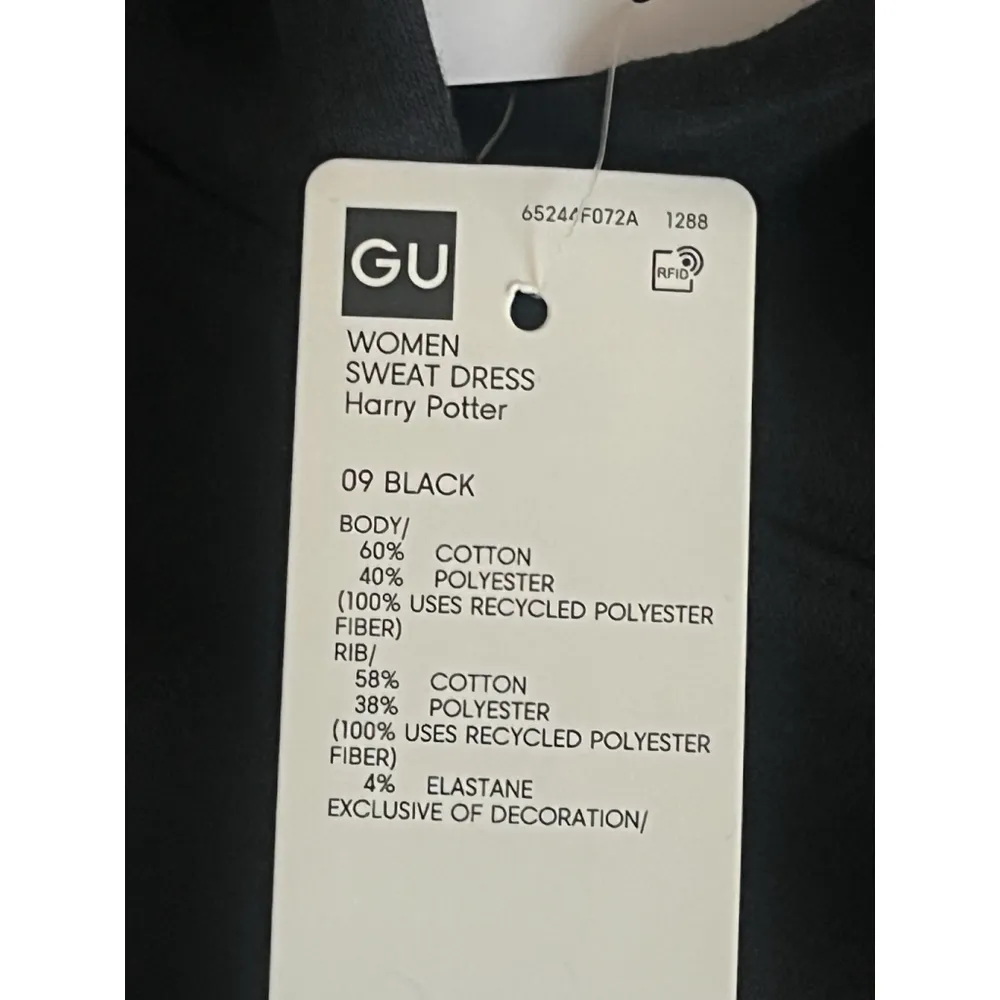 65244F072A 1288
GU
RFID
WOMEN
SWEAT DRESS
Harry Potter
09 BLACK
BODY/
60% COTTON
40% POLYESTER
(100% USES RECYCLED POLYESTER
FIBER)
RIB/
58% COTTON
38% POLYESTER
(100% USES RECYCLED POLYESTER
FIBER)
4% ELASTANE
EXCLUSIVE OF DECORATION/